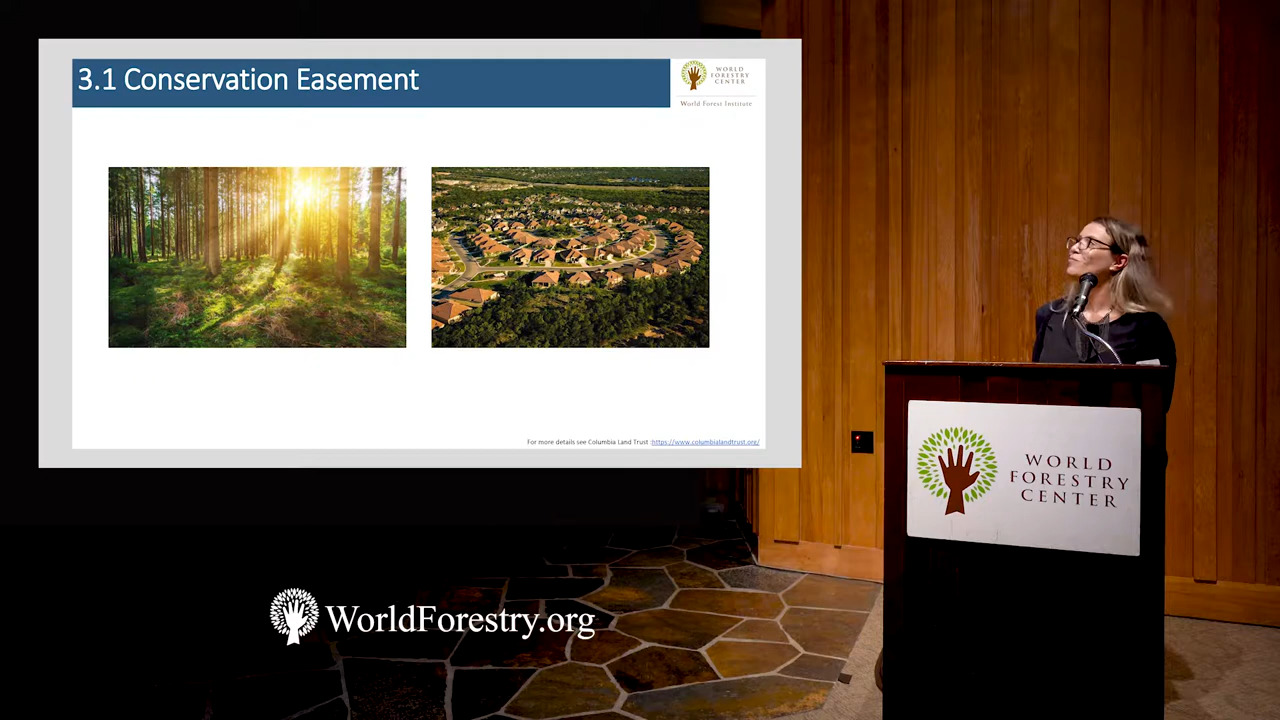 3.1 Conservation Easement
WORLD
FORESTRY
CENTER
World Forest Institute
For more details see Columbia Land Trust :https://www.columbialandtrust.org/
WORLD
FORESTRY
CENTER
WorldForestry.org